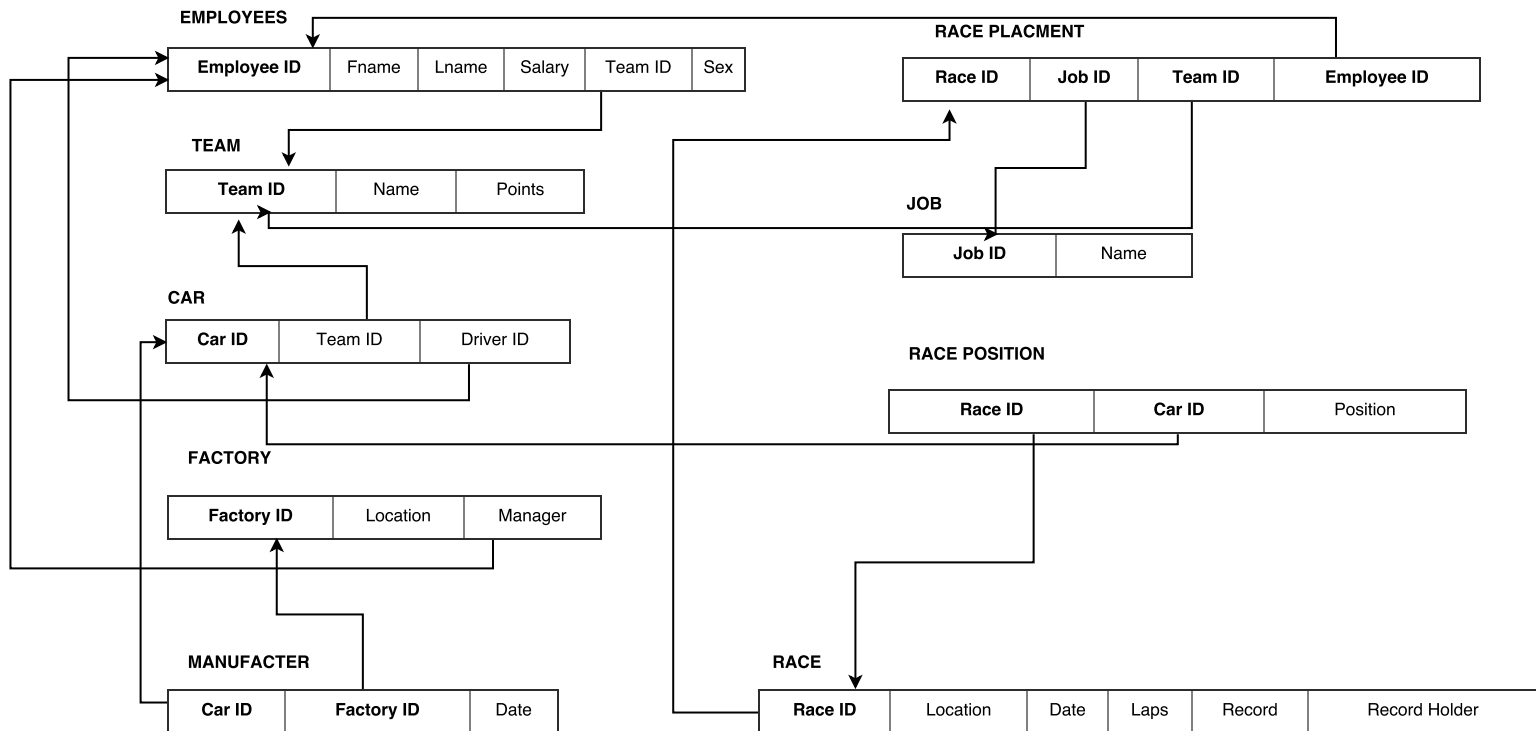 EMPLOYEES
Employee ID Fname Lname Salary Team ID Sex
RACE PLACMENT
Race ID Job ID Team ID Employee ID
TEAM
Team ID Name Points
JOB
Job ID Name
CAR
Car ID Team ID Driver ID
RACE POSITION
Race ID Car ID Position
FACTORY
Factory ID Location Manager
MANUFACTER
Car ID Factory ID Date
RACE
Race ID Location Date Laps Record Record Holder